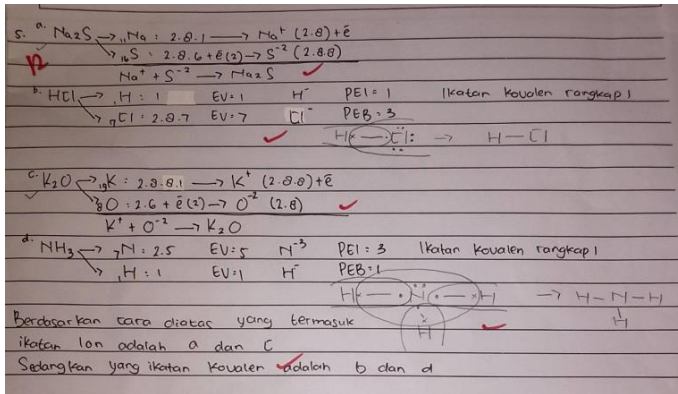 5. a. Na2S → 11Na : 2.8.1 → Na+ (2.8) + ē
12
→ 16S : 2.8.6 + ē(2) → S-2 (2.8.8)
Na+ + S-2 → Na2S
b. HCl → 1H = 1 EV = 1 H- PEI = 1 Ikatan Kovalen rangkap 1
→ 7Cl = 2.8.7 EV = 7 Cl- PEB = 3
H × — • Cl → H — Cl
c. K2O → 19K : 2.8.8.1 → K+ (2.8.8) + ē
→ 8O = 2.6 + ē(2) → O-2 (2.8)
K+ + O-2 → K2O
d. NH3 → 7N = 2.5 EV = 5 N-3 PEI = 3 Ikatan Kovalen rangkap 1
→ 1H = 1 EV = 1 H- PEB = 1
H × — • N • — × H → H — N — H
H H
Berdasarkan cara diatas yang termasuk
ikatan Ion adalah a dan C
Sedangkan yang ikatan Kovalen adalah b dan d